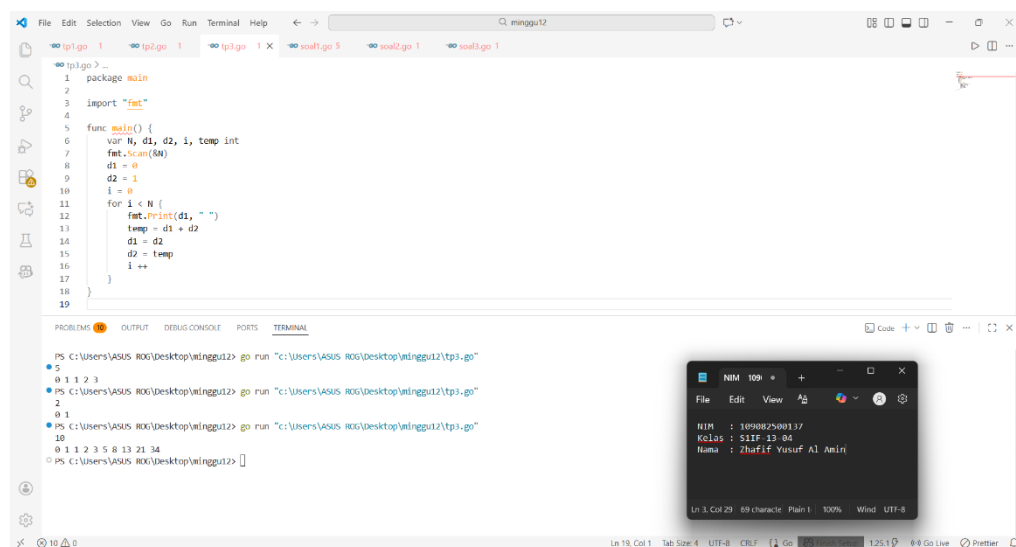 File Edit Selection View Go Run Terminal Help ← → minggu12
tp1.go 1 tp2.go 1 tp3.go 1 × soal1.go 5 soal2.go 1 soal3.go 1
tp3.go > ...
1 package main
2
3 import "fmt"
4
5 func main() {
6 var N, d1, d2, i, temp int
7 fmt.Scan(&N)
8 d1 = 0
9 d2 = 1
10 i = 0
11 for i < N {
12 fmt.Print(d1, " ")
13 temp = d1 + d2
14 d1 = d2
15 d2 = temp
16 i ++
17 }
18 }
19
PROBLEMS 10 OUTPUT DEBUG CONSOLE PORTS TERMINAL
Code
PS C:\Users\ASUS ROG\Desktop\minggu12> go run "c:\Users\ASUS ROG\Desktop\minggu12\tp3.go"
5
0 1 1 2 3
PS C:\Users\ASUS ROG\Desktop\minggu12> go run "c:\Users\ASUS ROG\Desktop\minggu12\tp3.go"
2
0 1
PS C:\Users\ASUS ROG\Desktop\minggu12> go run "c:\Users\ASUS ROG\Desktop\minggu12\tp3.go"
10
0 1 1 2 3 5 8 13 21 34
PS C:\Users\ASUS ROG\Desktop\minggu12>
NIM 109
File Edit View
NIM : 109082500137
Kelas : S1IF-13-04
Nama : Zhafif Yusuf Al Amin
Ln 3, Col 29 69 characte Plain t 100% Wind UTF-8
10 0 Ln 19, Col 1 Tab Size: 4 UTF-8 CRLF Go Finish Setup 1.25.1 Go Live Prettier